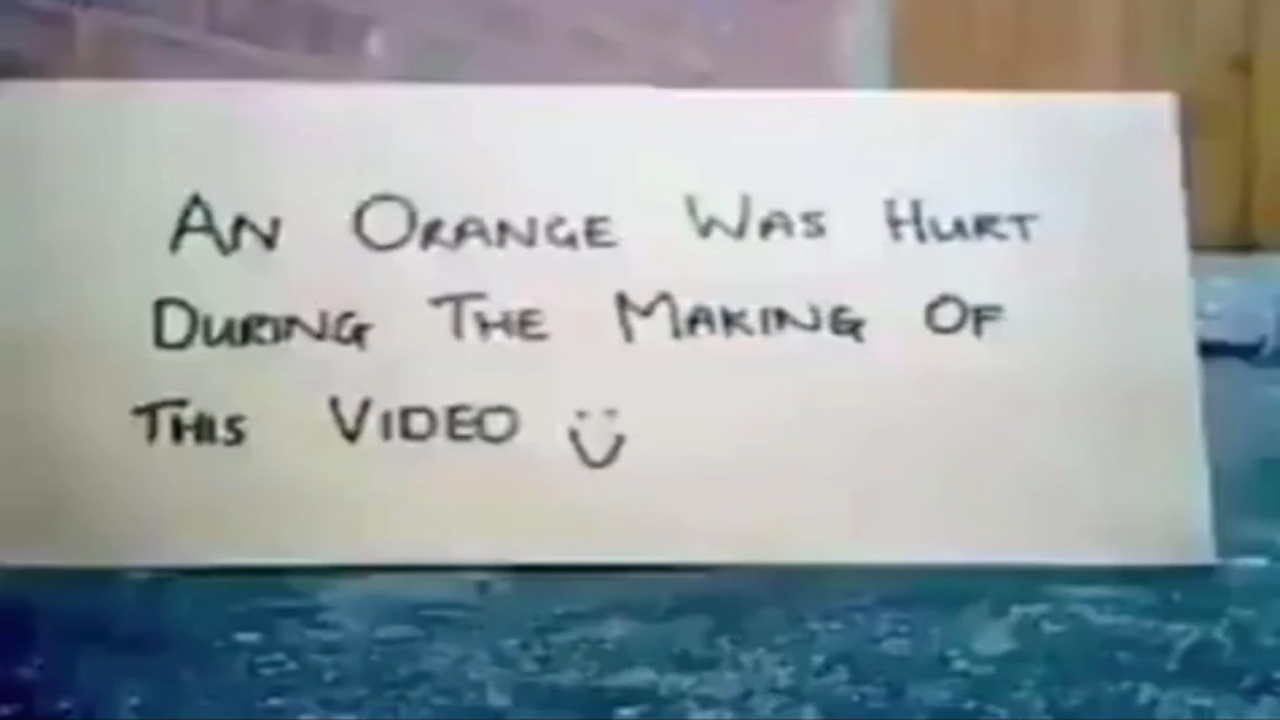 An Orange Was Hurt
During The Making Of
This Video ü